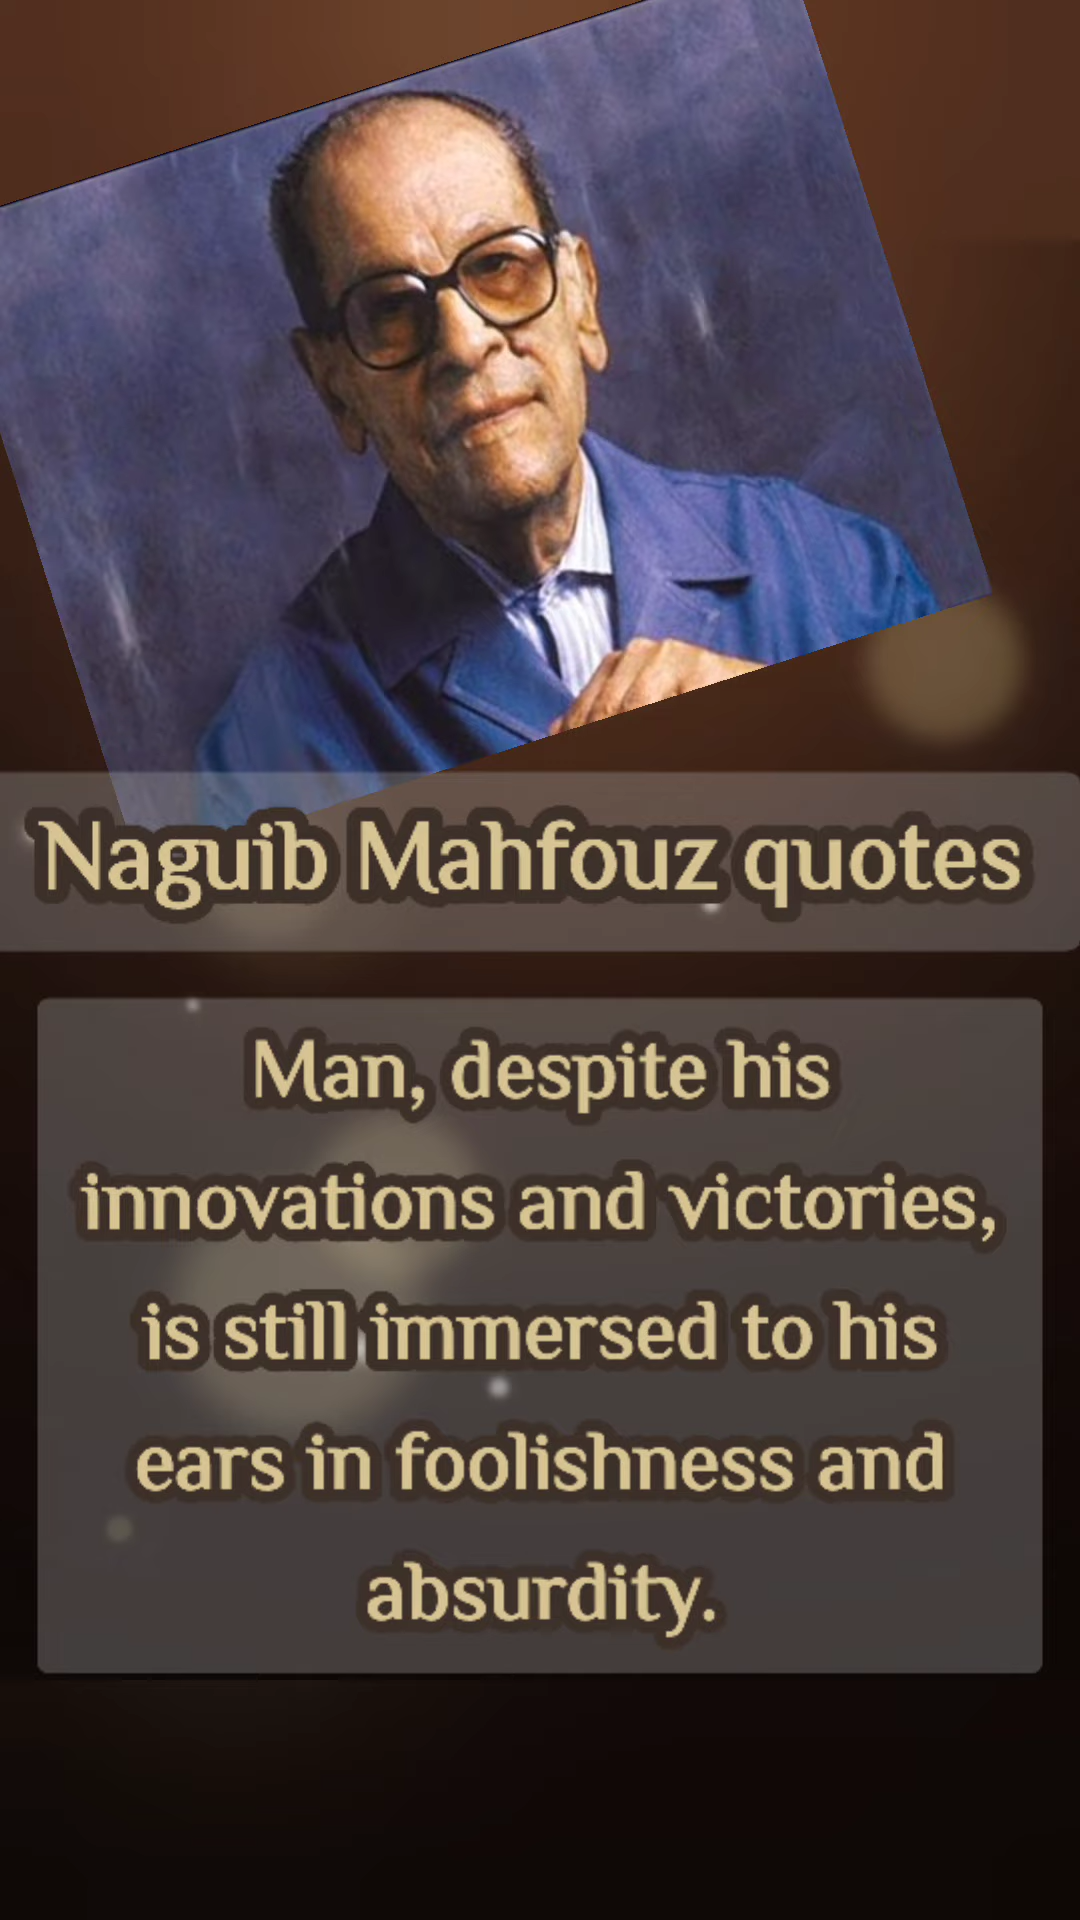 Naguib Mahfouz quotes
Man, despite his
innovations and victories,
is still immersed to his
ears in foolishness and
absurdity.